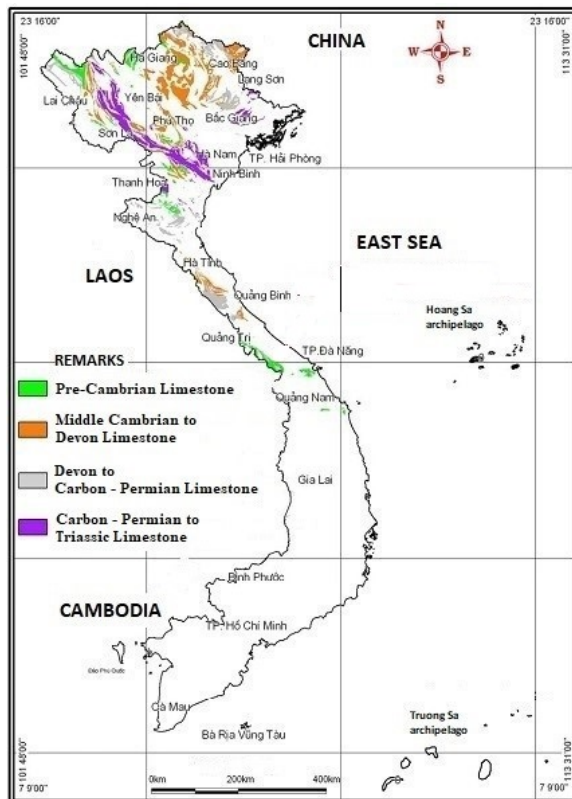 23 16'00"
23 16'00"
101 48'00"
113 31'00"
CHINA
N
W
E
S
Hà Giang
Cao Bằng
Lạng Sơn
Lai Châu
Yên Bái
Phú Thọ
Bắc Giang
Sơn La
Hà Nam
TP. Hải Phòng
Ninh Bình
Thanh Hoá
Nghệ An
EAST SEA
LAOS
Hà Tĩnh
Quảng Bình
Hoang Sa
archipelago
Quảng Trị
TP.Đà Nẵng
REMARKS
Pre-Cambrian Limestone
Quảng Nam
Middle Cambrian to
Devon Limestone
Gia Lai
Devon to
Carbon - Permian Limestone
Carbon - Permian to
Triassic Limestone
Bình Phước
CAMBODIA
TP. Hồ Chí Minh
Đảo Phú Quốc
Cà Mau
Bà Rịa Vũng Tàu
Truong Sa
archipelago
101 48'00"
113 31'00"
0km
200km
400km
7 9'00"
7 9'00"